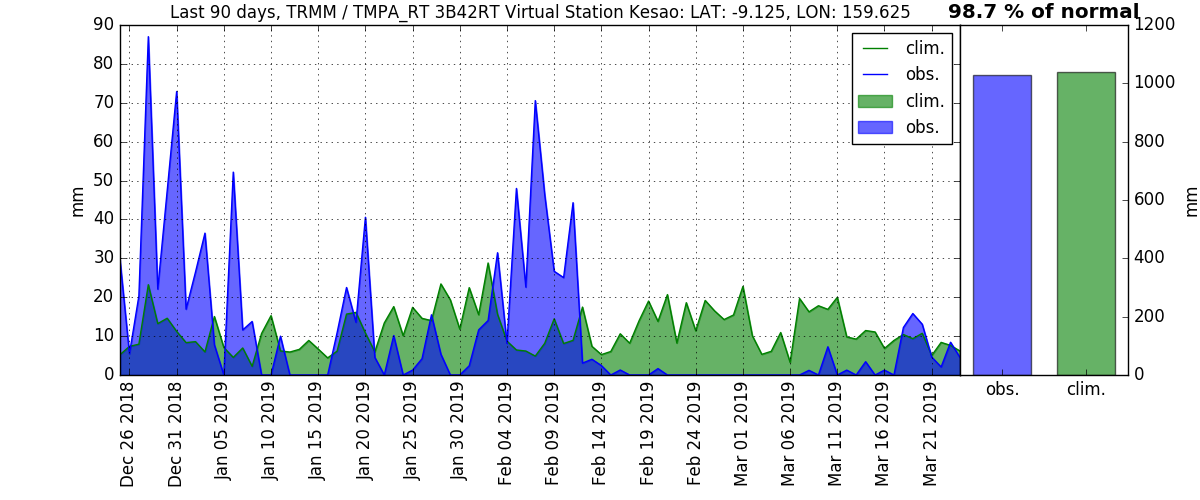 Last 90 days, TRMM / TMPA_RT 3B42RT Virtual Station Kesao: LAT: -9.125, LON: 159.625
98.7 % of normal
90
80
70
60
50
40
30
20
10
0
mm
clim.
obs.
clim.
obs.
1200
1000
800
600
400
200
0
mm
obs.
clim.
Dec 26 2018
Dec 31 2018
Jan 05 2019
Jan 10 2019
Jan 15 2019
Jan 20 2019
Jan 25 2019
Jan 30 2019
Feb 04 2019
Feb 09 2019
Feb 14 2019
Feb 19 2019
Feb 24 2019
Mar 01 2019
Mar 06 2019
Mar 11 2019
Mar 16 2019
Mar 21 2019